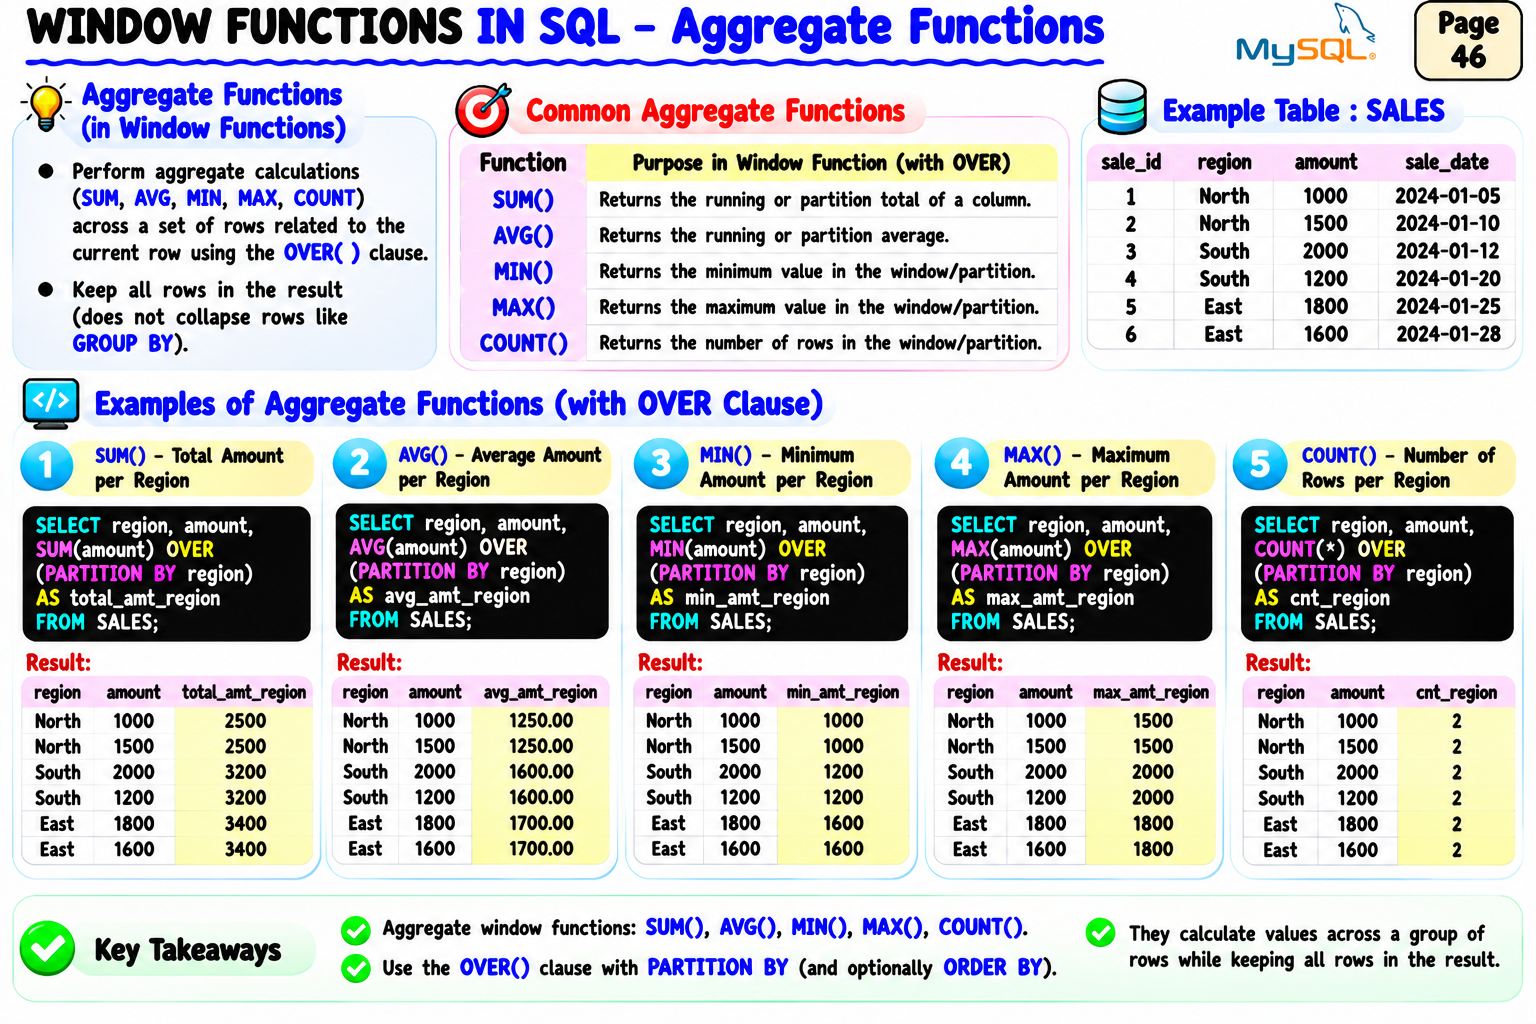 WINDOW FUNCTIONS IN SQL - Aggregate Functions
MySQL®
Page
46
Aggregate Functions
(in Window Functions)
● Perform aggregate calculations
(SUM, AVG, MIN, MAX, COUNT)
across a set of rows related to the
current row using the OVER( ) clause.
● Keep all rows in the result
(does not collapse rows like
GROUP BY).
Common Aggregate Functions
Function Purpose in Window Function (with OVER)
SUM() Returns the running or partition total of a column.
AVG() Returns the running or partition average.
MIN() Returns the minimum value in the window/partition.
MAX() Returns the maximum value in the window/partition.
COUNT() Returns the number of rows in the window/partition.
Example Table : SALES
sale_id region amount sale_date
1 North 1000 2024-01-05
2 North 1500 2024-01-10
3 South 2000 2024-01-12
4 South 1200 2024-01-20
5 East 1800 2024-01-25
6 East 1600 2024-01-28
</> Examples of Aggregate Functions (with OVER Clause)
1 SUM() - Total Amount
per Region
SELECT region, amount,
SUM(amount) OVER
(PARTITION BY region)
AS total_amt_region
FROM SALES;
Result:
region amount total_amt_region
North 1000 2500
North 1500 2500
South 2000 3200
South 1200 3200
East 1800 3400
East 1600 3400
2 AVG() - Average Amount
per Region
SELECT region, amount,
AVG(amount) OVER
(PARTITION BY region)
AS avg_amt_region
FROM SALES;
Result:
region amount avg_amt_region
North 1000 1250.00
North 1500 1250.00
South 2000 1600.00
South 1200 1600.00
East 1800 1700.00
East 1600 1700.00
3 MIN() - Minimum
Amount per Region
SELECT region, amount,
MIN(amount) OVER
(PARTITION BY region)
AS min_amt_region
FROM SALES;
Result:
region amount min_amt_region
North 1000 1000
North 1500 1000
South 2000 1200
South 1200 1200
East 1800 1600
East 1600 1600
4 MAX() - Maximum
Amount per Region
SELECT region, amount,
MAX(amount) OVER
(PARTITION BY region)
AS max_amt_region
FROM SALES;
Result:
region amount max_amt_region
North 1000 1500
North 1500 1500
South 2000 2000
South 1200 2000
East 1800 1800
East 1600 1800
5 COUNT() - Number of
Rows per Region
SELECT region, amount,
COUNT(*) OVER
(PARTITION BY region)
AS cnt_region
FROM SALES;
Result:
region amount cnt_region
North 1000 2
North 1500 2
South 2000 2
South 1200 2
East 1800 2
East 1600 2
Key Takeaways
Aggregate window functions: SUM(), AVG(), MIN(), MAX(), COUNT().
Use the OVER() clause with PARTITION BY (and optionally ORDER BY).
They calculate values across a group of
rows while keeping all rows in the result.